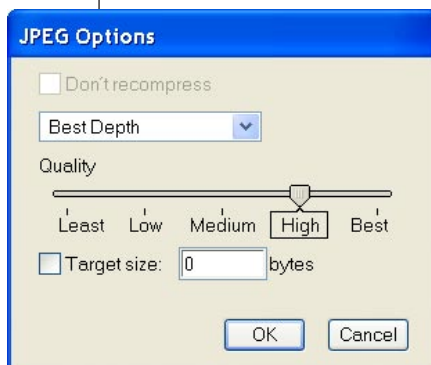 JPEG Options
Don't recompress
Best Depth
Quality
Least Low Medium High Best
Target size: 0 bytes
OK Cancel